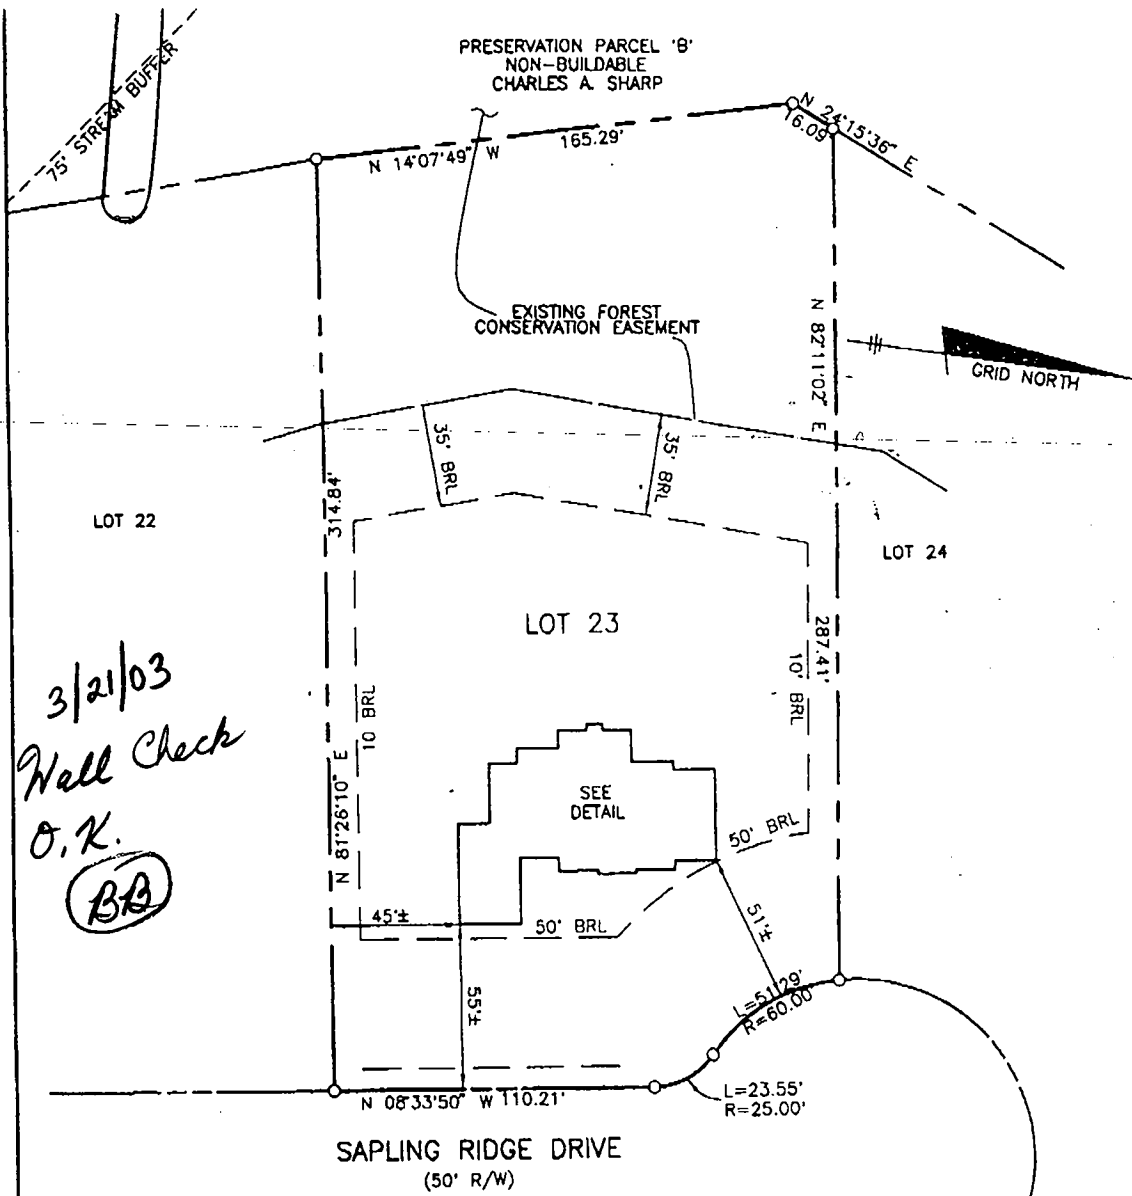 PRESERVATION PARCEL 'B'
NON-BUILDABLE
CHARLES A. SHARP
75' STREAM BUFFER
N 14°07'49" W
165.29'
N 24°15'36" E
16.09
EXISTING FOREST
CONSERVATION EASEMENT
N 82°11'02" E
GRID NORTH
35' BRL
35' BRL
314.84'
LOT 22
LOT 24
LOT 23
287.41'
10' BRL
3/21/03
Wall Check
O.K.
BB
10 BRL
N 81°26'10" E
SEE
DETAIL
50' BRL
45'±
50' BRL
51'±
55'±
L=51.29'
R=60.00'
N 08°33'50" W 110.21'
L=23.55'
R=25.00'
SAPLING RIDGE DRIVE
(50' R/W)